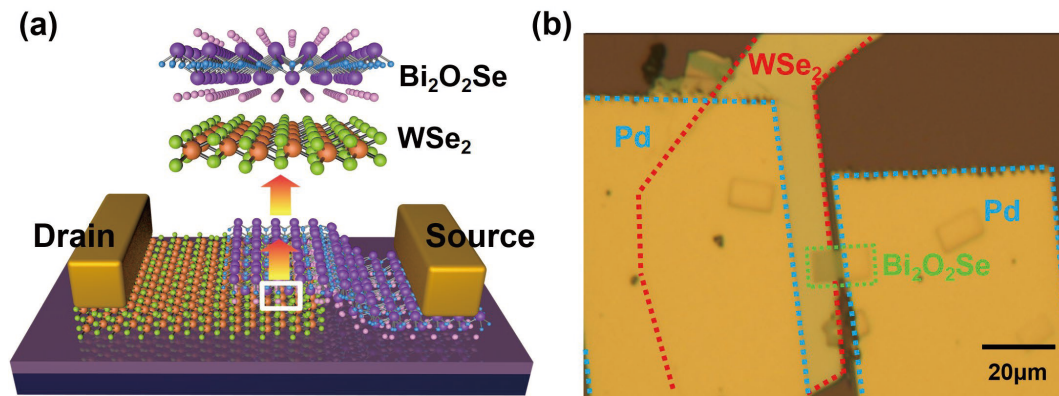 (a)
Bi₂O₂Se
WSe₂
Drain
Source
(b)
WSe₂
Pd
Pd
Bi₂O₂Se
20μm